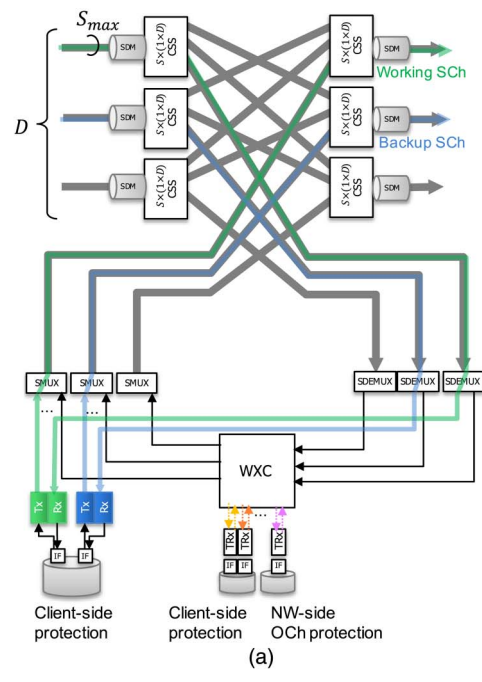 S_max
D
SDM
S×(1×D)
CSS
S×(1×D)
CSS
SDM
Working SCh
SDM
S×(1×D)
CSS
S×(1×D)
CSS
SDM
Backup SCh
SDM
S×(1×D)
CSS
S×(1×D)
CSS
SDM
SMUX
SMUX
SMUX
SDEMUX
SDEMUX
SDEMUX
...
...
WXC
Tx
Rx
Tx
Rx
...
TRx
TRx
TRx
IF
IF
IF
IF
IF
Client-side
protection
Client-side
protection
NW-side
OCh protection
(a)